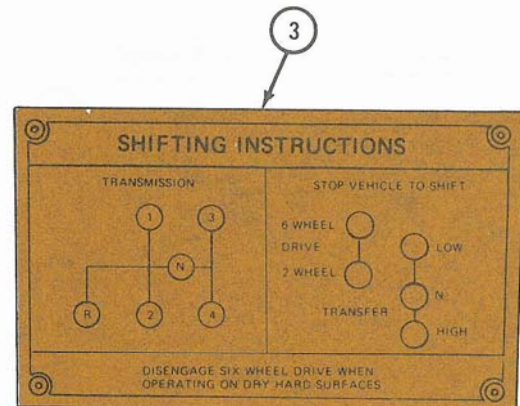 3
SHIFTING INSTRUCTIONS
TRANSMISSION
1 3
N
R 2 4
STOP VEHICLE TO SHIFT
6 WHEEL
DRIVE
2 WHEEL
LOW
N
TRANSFER
HIGH
DISENGAGE SIX WHEEL DRIVE WHEN
OPERATING ON DRY HARD SURFACES